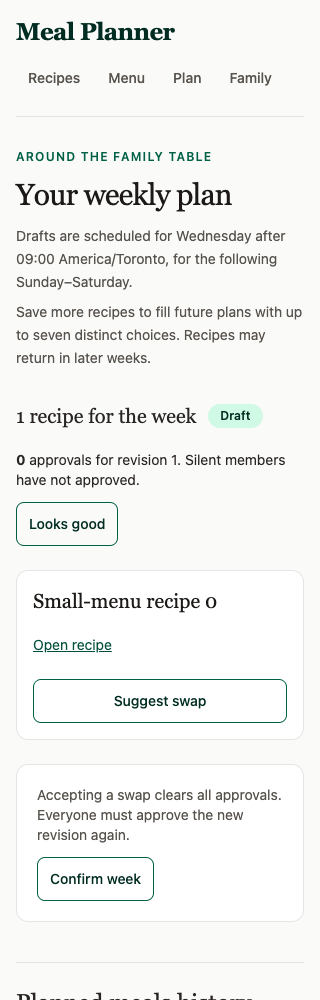 Meal Planner
Recipes Menu Plan Family
AROUND THE FAMILY TABLE
Your weekly plan
Drafts are scheduled for Wednesday after
09:00 America/Toronto, for the following
Sunday–Saturday.
Save more recipes to fill future plans with up
to seven distinct choices. Recipes may
return in later weeks.
1 recipe for the week Draft
0 approvals for revision 1. Silent members
have not approved.
Looks good
Small-menu recipe 0
Open recipe
Suggest swap
Accepting a swap clears all approvals.
Everyone must approve the new
revision again.
Confirm week
Planned meals history